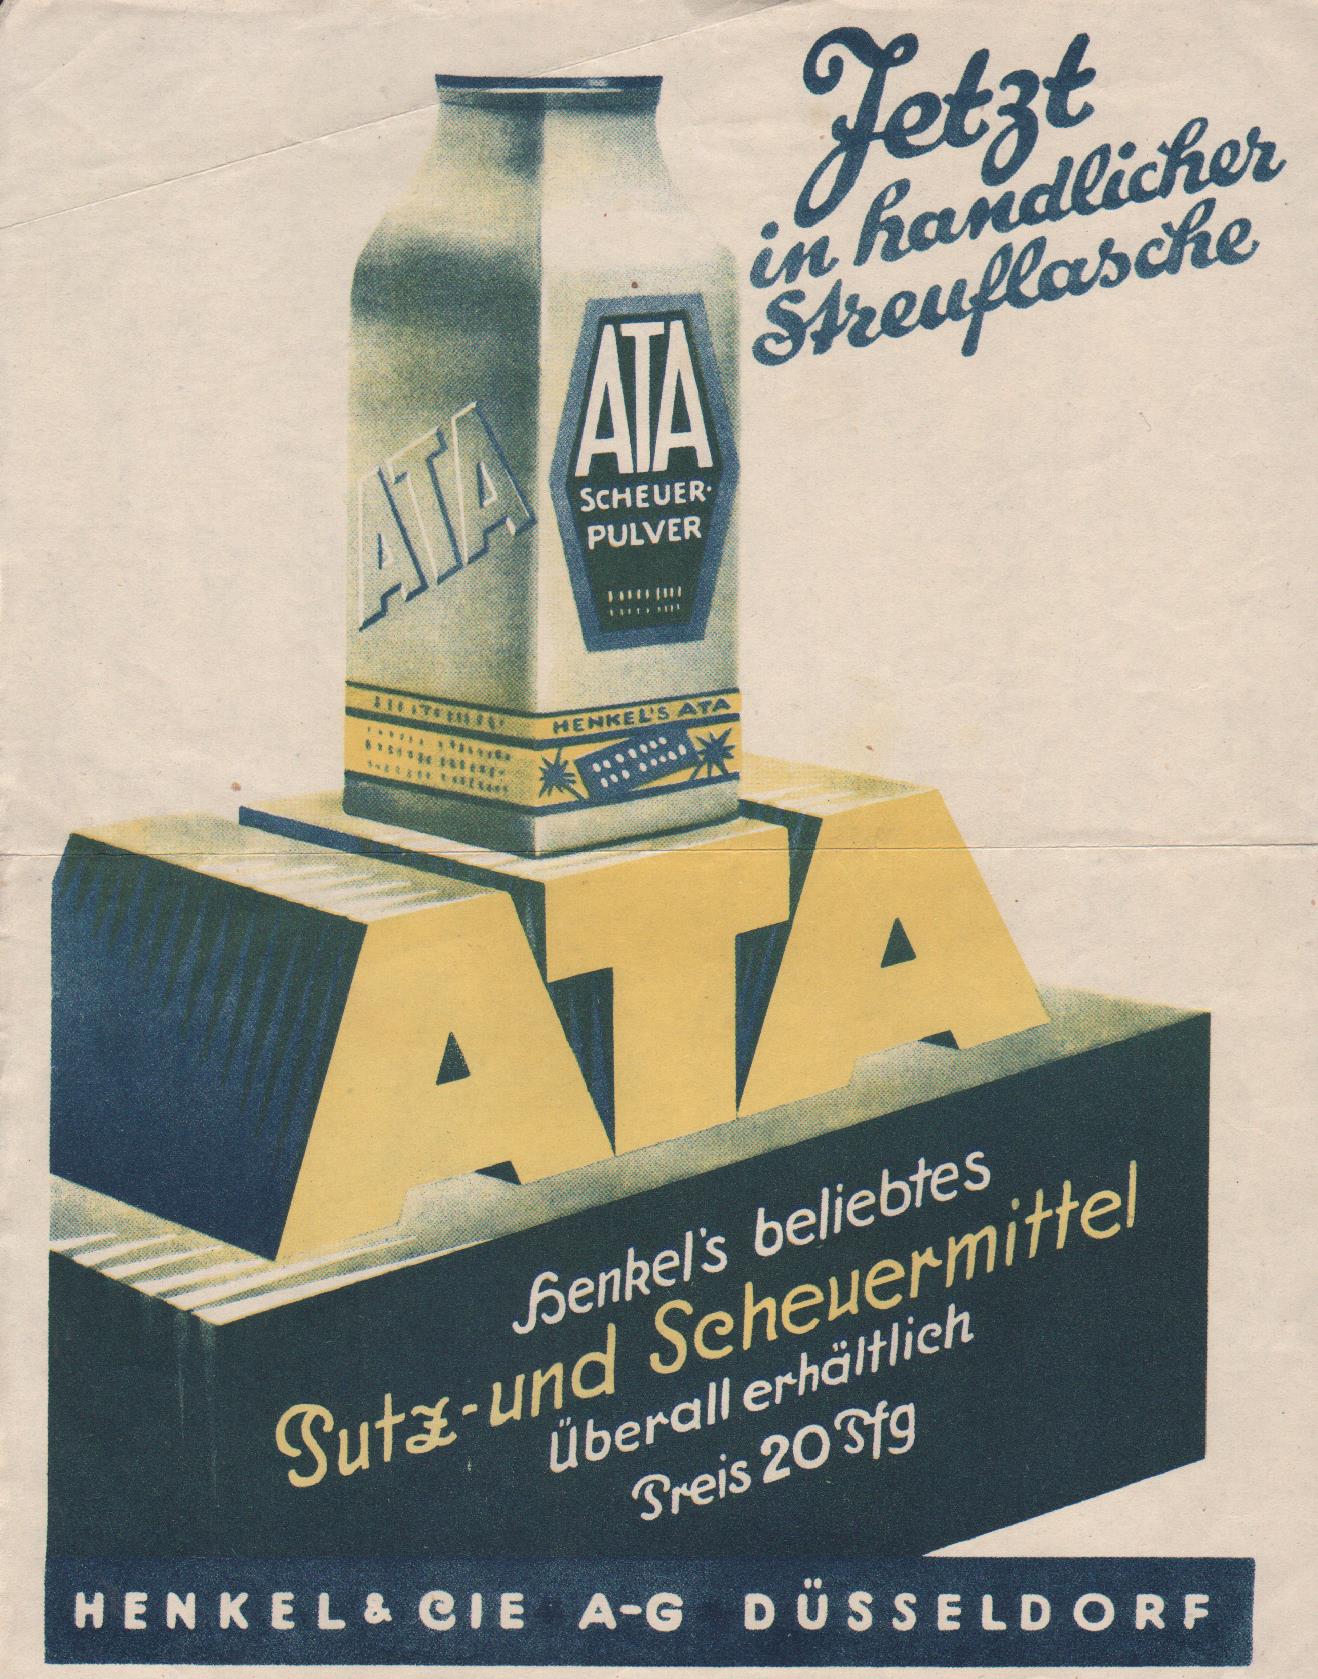 Jetzt
in handlicher
Streuflasche
ATA
SCHEUER-
PULVER
ATA
HENKEL'S ATA
ATA
Henkel's beliebtes
Putz- und Scheuermittel
Überall erhältlich
Preis 20 Pfg
HENKEL & CIE A-G DÜSSELDORF